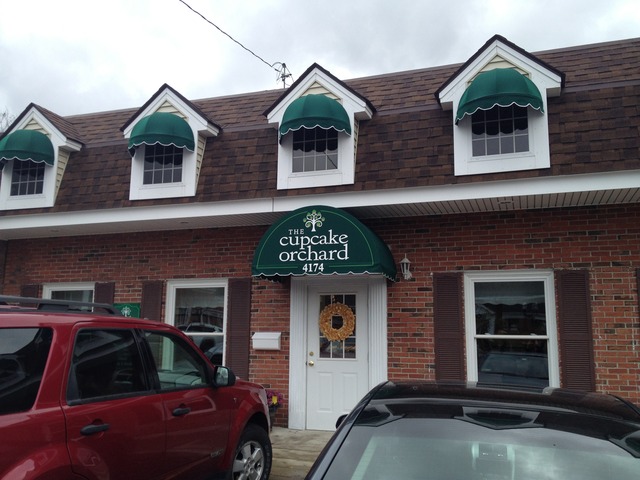 THE
cupcake
orchard
4174